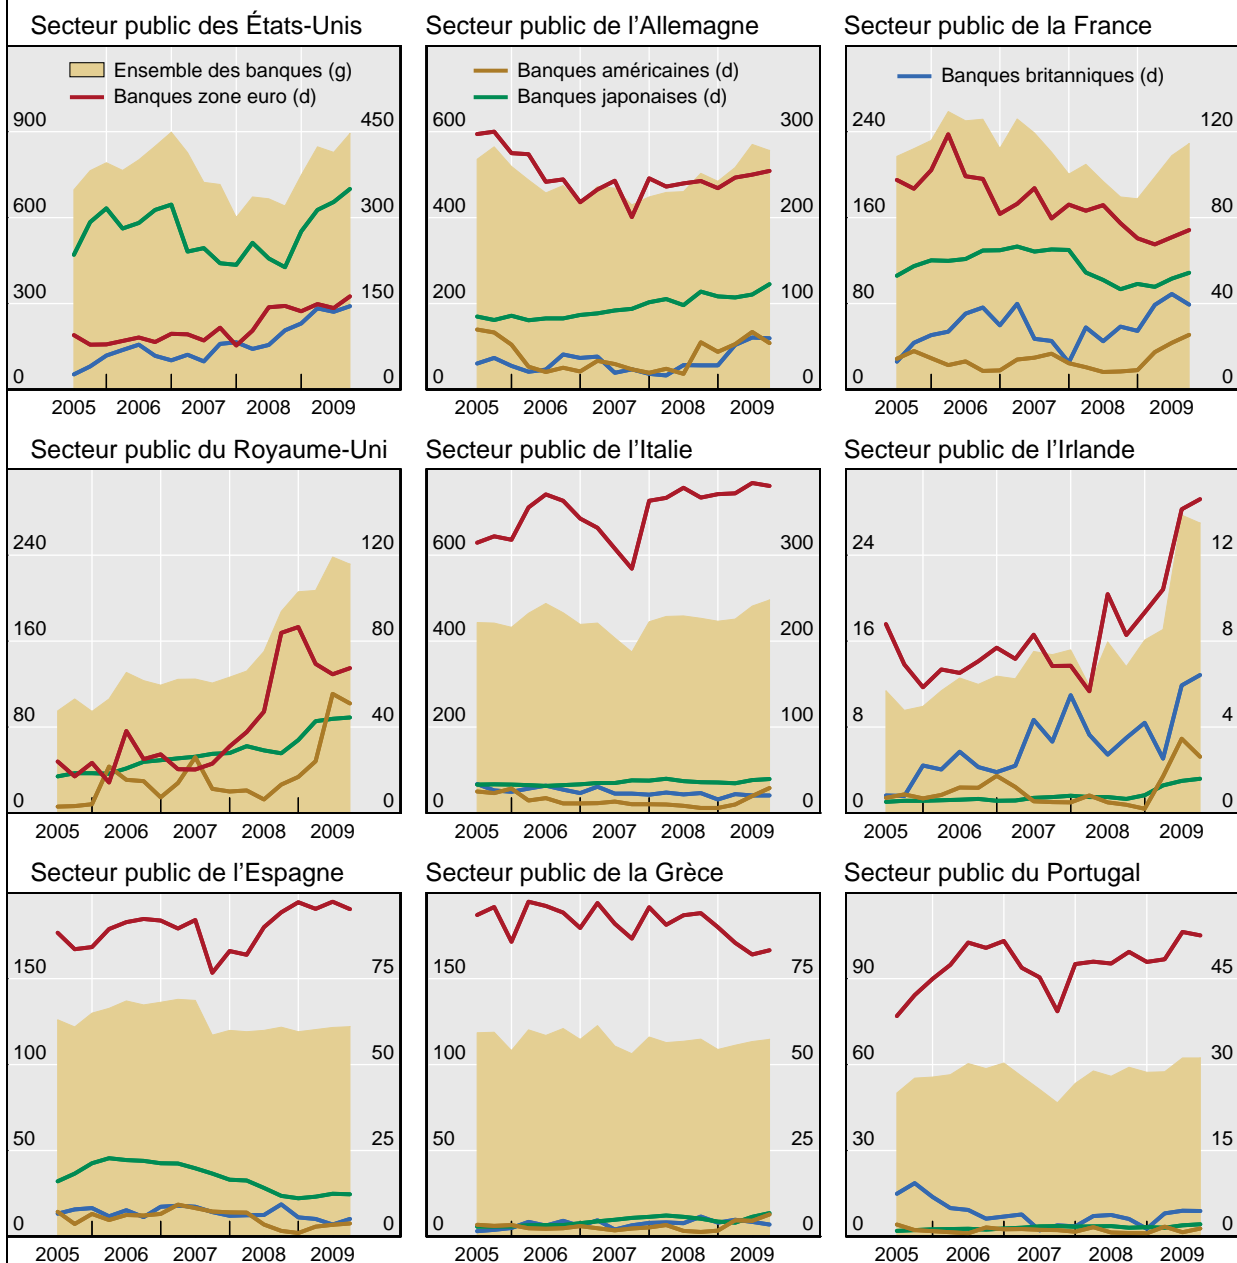 Secteur public des États-Unis
Secteur public de l'Allemagne
Secteur public de la France
Ensemble des banques (g)
Banques zone euro (d)
Banques américaines (d)
Banques japonaises (d)
Banques britanniques (d)
900 450 600 300 240 120
600 300 400 200 160 80
300 150 200 100 80 40
0 0 0 0 0 0
2005 2006 2007 2008 2009 2005 2006 2007 2008 2009 2005 2006 2007 2008 2009
Secteur public du Royaume-Uni
Secteur public de l'Italie
Secteur public de l'Irlande
240 120 600 300 24 12
160 80 400 200 16 8
80 40 200 100 8 4
0 0 0 0 0 0
2005 2006 2007 2008 2009 2005 2006 2007 2008 2009 2005 2006 2007 2008 2009
Secteur public de l'Espagne
Secteur public de la Grèce
Secteur public du Portugal
150 75 150 75 90 45
100 50 100 50 60 30
50 25 50 25 30 15
0 0 0 0 0 0
2005 2006 2007 2008 2009 2005 2006 2007 2008 2009 2005 2006 2007 2008 2009